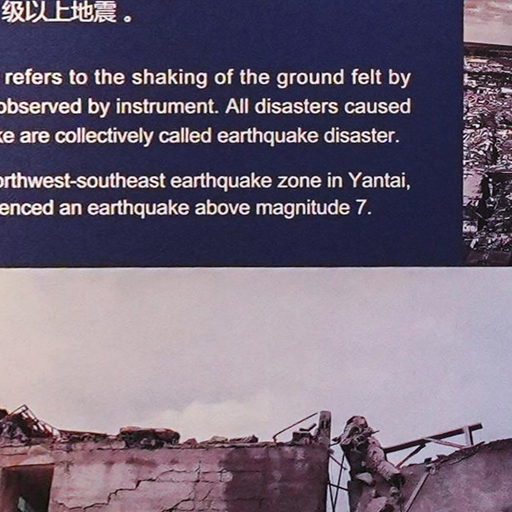 级以上地震。
refers to the shaking of the ground felt by
observed by instrument. All disasters caused
are collectively called earthquake disaster.
orthwest-southeast earthquake zone in Yantai,
enced an earthquake above magnitude 7.